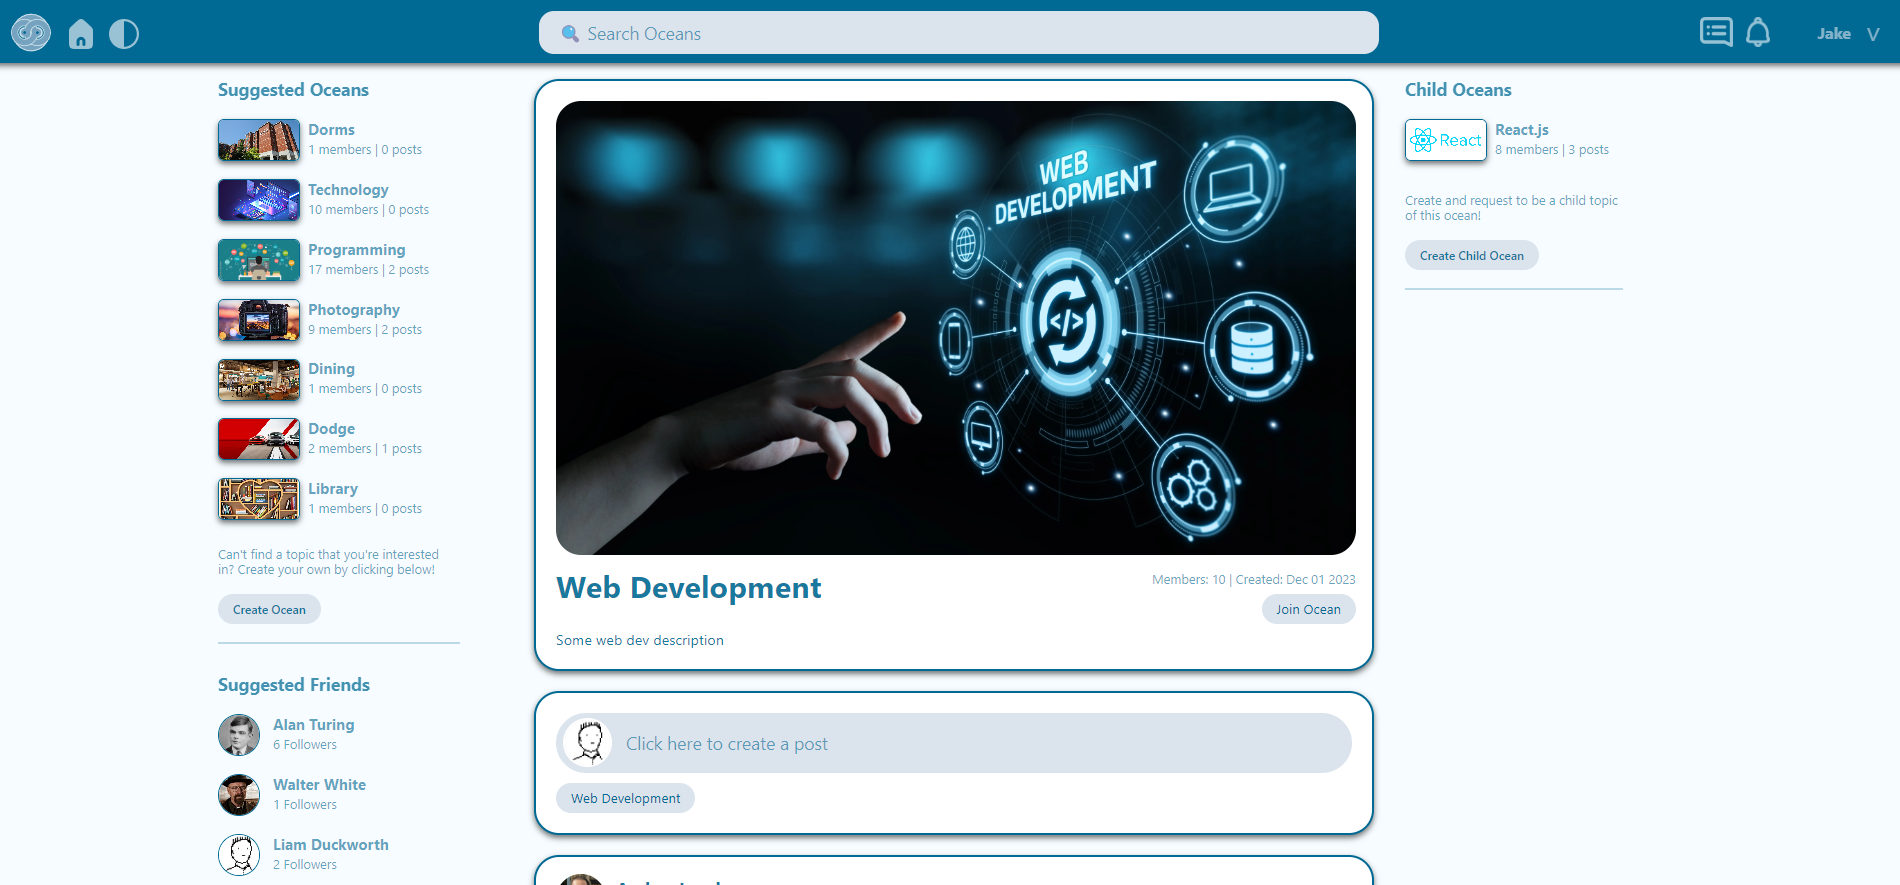 Search Oceans
Jake V
Suggested Oceans
Dorms
1 members | 0 posts
Technology
10 members | 0 posts
Programming
17 members | 2 posts
Photography
9 members | 2 posts
Dining
1 members | 0 posts
Dodge
2 members | 1 posts
Library
1 members | 0 posts
Can't find a topic that you're interested
in? Create your own by clicking below!
Create Ocean
Suggested Friends
Alan Turing
6 Followers
Walter White
1 Followers
Liam Duckworth
2 Followers
WEB
DEVELOPMENT
</>
Web Development
Members: 10 | Created: Dec 01 2023
Join Ocean
Some web dev description
Click here to create a post
Web Development
Child Oceans
React
React.js
8 members | 3 posts
Create and request to be a child topic
of this ocean!
Create Child Ocean